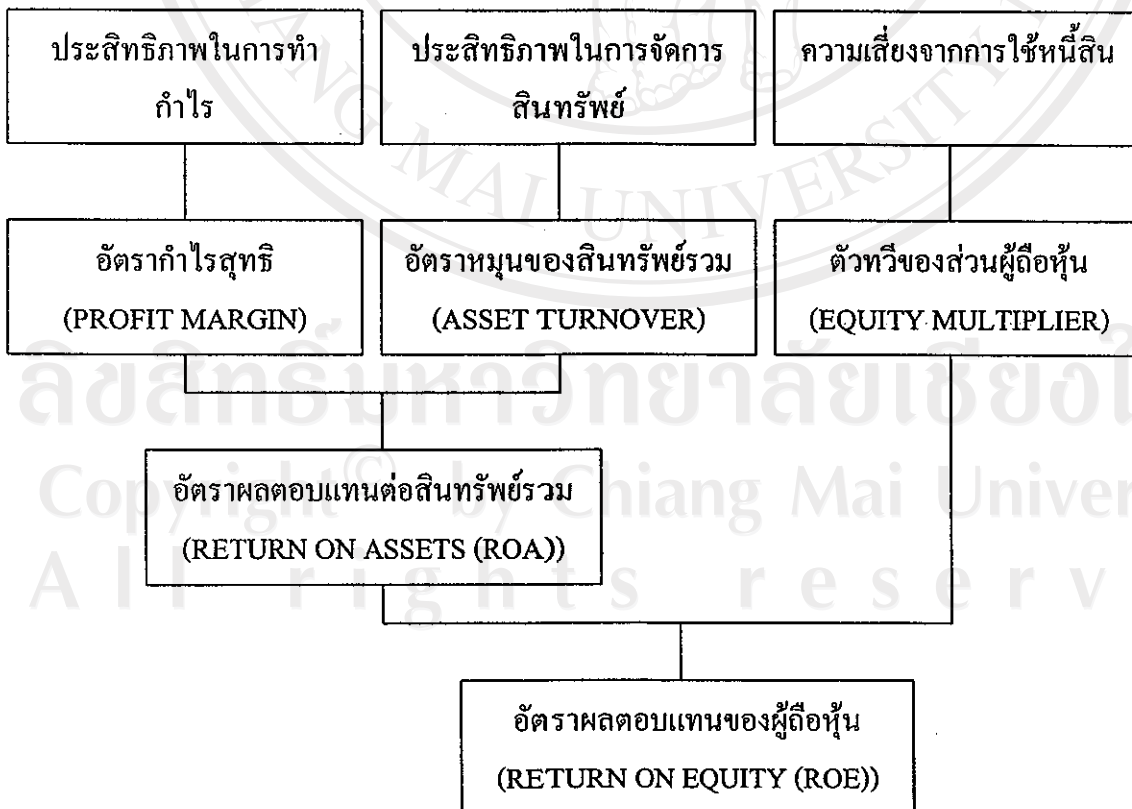 ประสิทธิภาพในการทำ
กำไร
ประสิทธิภาพในการจัดการ
สินทรัพย์
ความเสี่ยงจากการใช้หนี้สิน
อัตรากำไรสุทธิ
(PROFIT MARGIN)
อัตราหมุนของสินทรัพย์รวม
(ASSET TURNOVER)
ตัวทวีของส่วนผู้ถือหุ้น
(EQUITY MULTIPLIER)
อัตราผลตอบแทนต่อสินทรัพย์รวม
(RETURN ON ASSETS (ROA))
อัตราผลตอบแทนของผู้ถือหุ้น
(RETURN ON EQUITY (ROE))
ANG MAI UNIVERSITY
ลิขสิทธิ์มหาวิทยาลัยเชียงใ
Copyright© by Chiang Mai Univer
All rights reserv